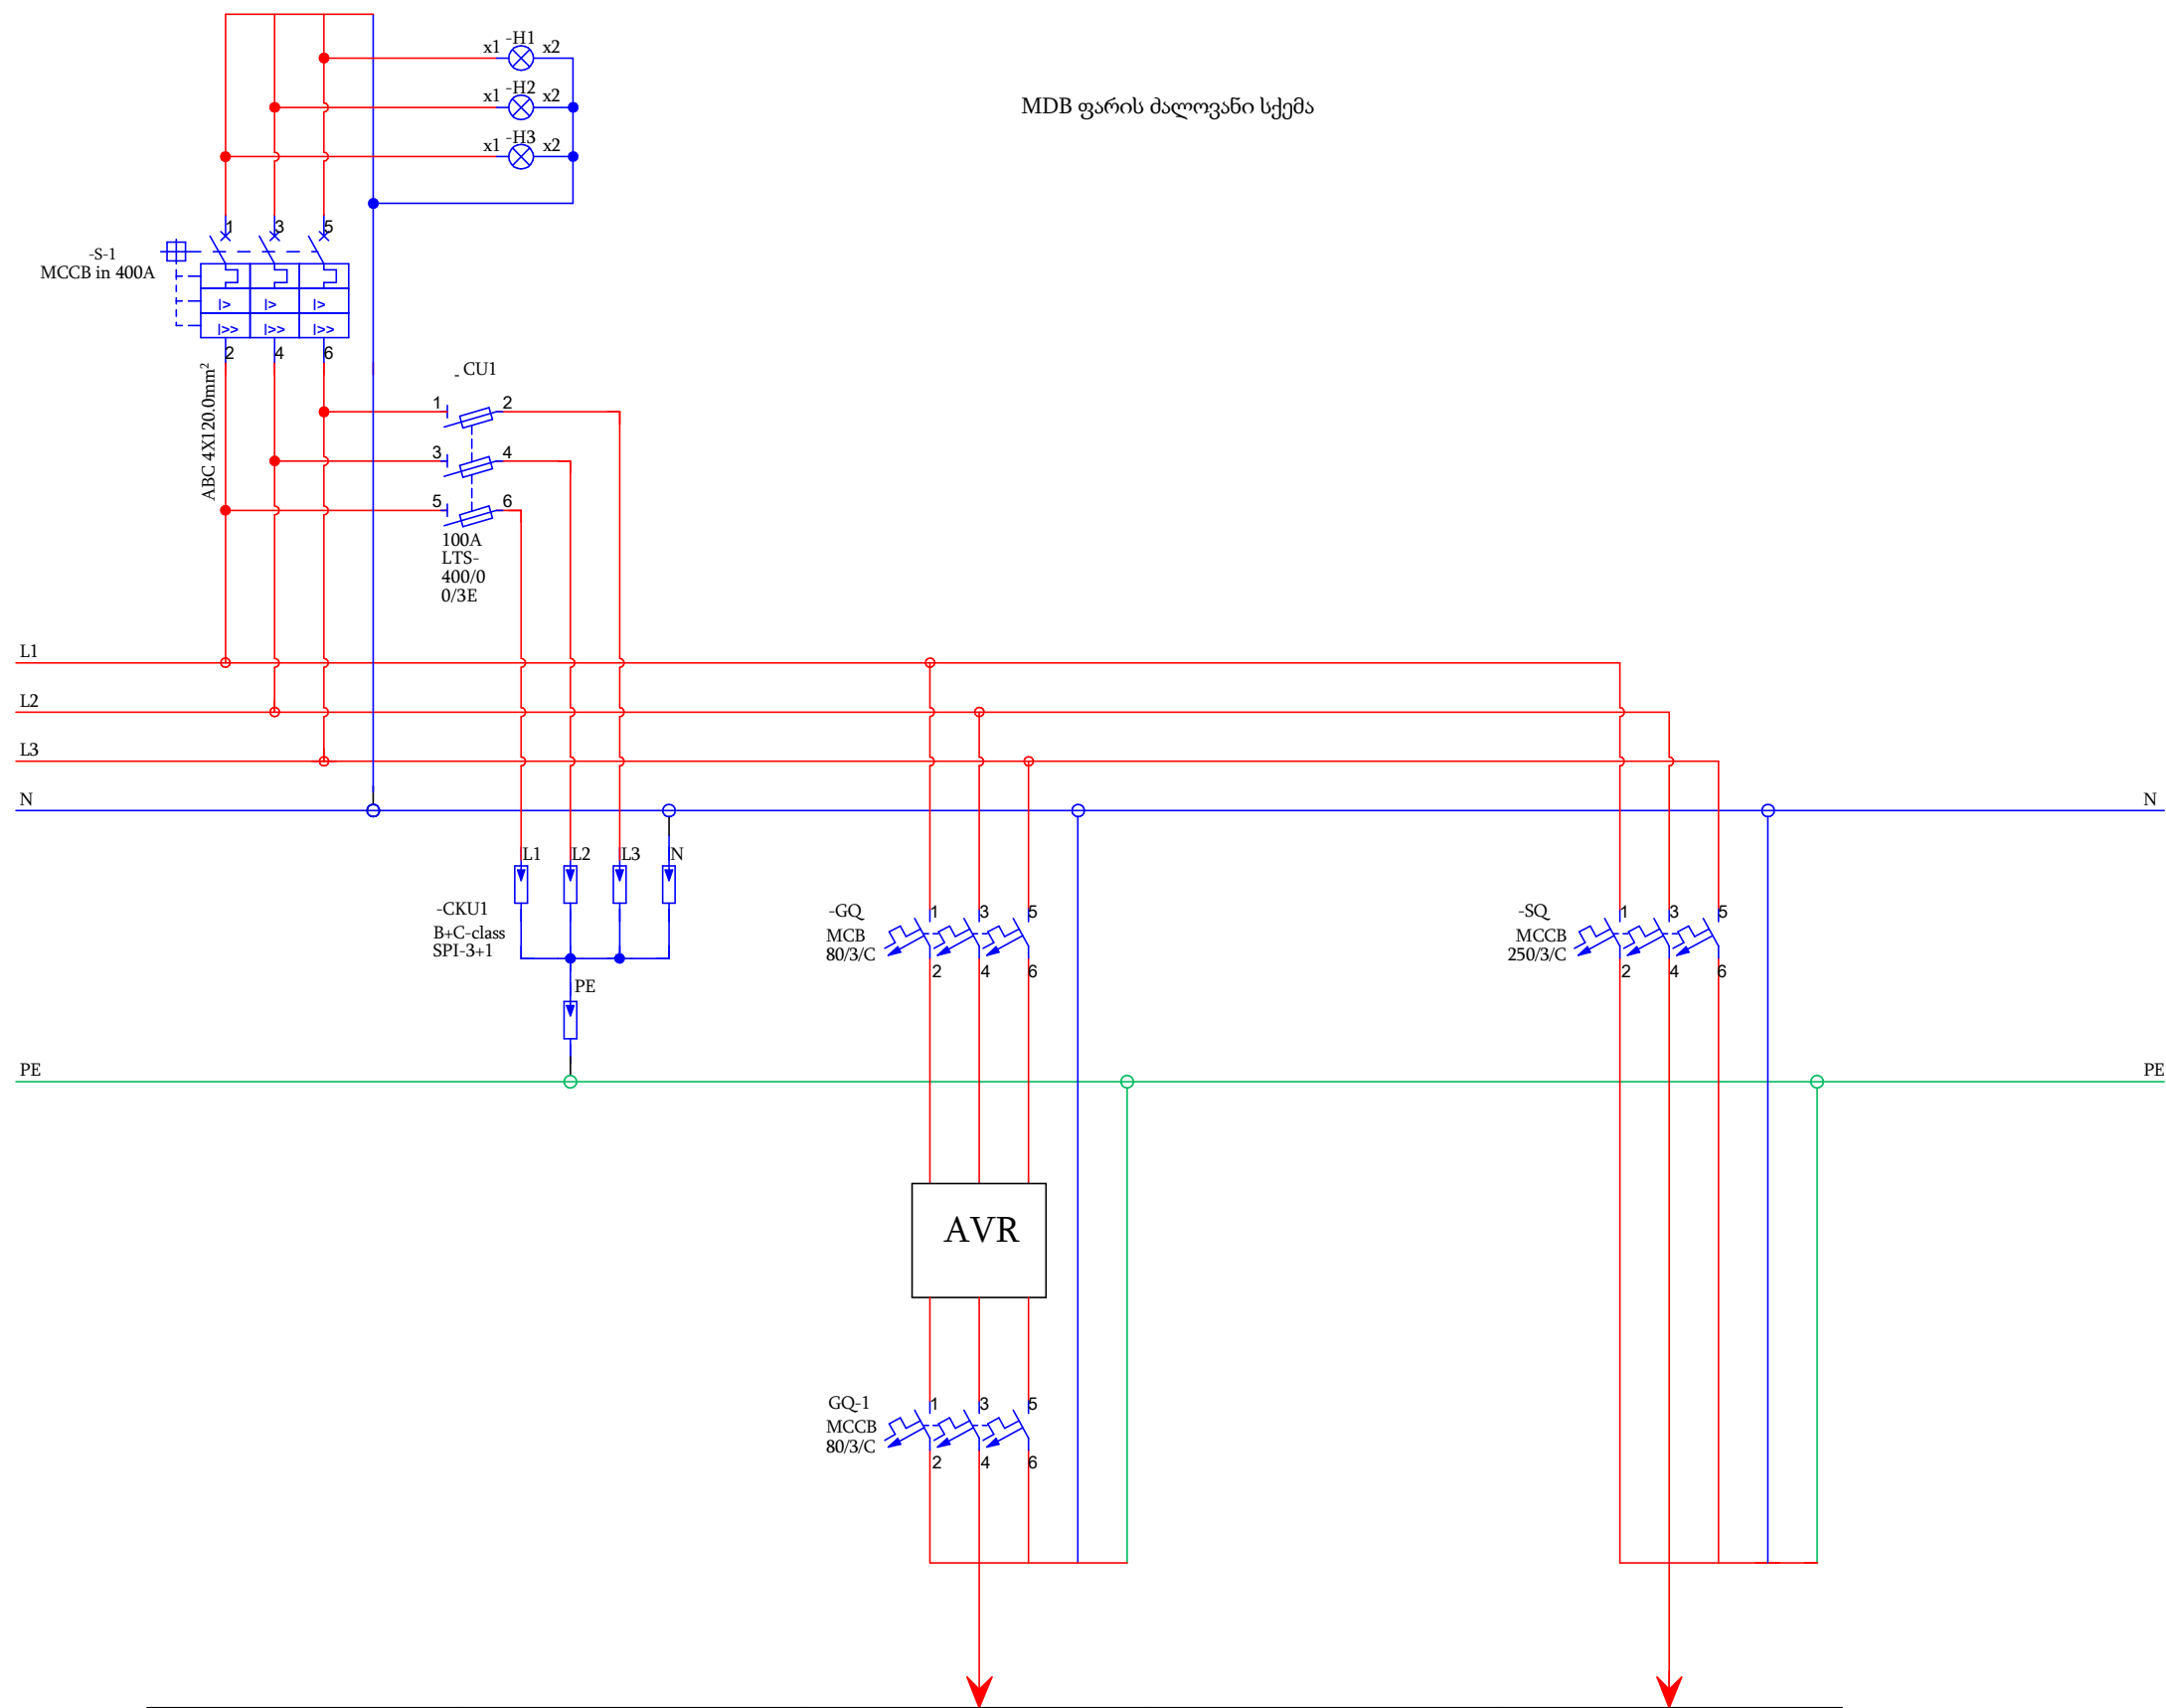 -H1
x1 x2
-H2
x1 x2
-H3
x1 x2
MDB ფარის ძალოვანი სქემა
1 3 5
-S-1
MCCB in 400A
|> |> |>
|>> |>> |>>
2 4 6
ABC 4X120.0mm²
- CU1
1 2
3 4
5 6
100A
LTS-
400/0
0/3E
L1
L2
L3
N N
L1 L2 L3 N
-CKU1
B+C-class
SPI-3+1
PE
-GQ
MCB
80/3/C
1 3 5
2 4 6
-SQ
MCCB
250/3/C
1 3 5
2 4 6
PE PE
AVR
GQ-1
MCCB
80/3/C
1 3 5
2 4 6